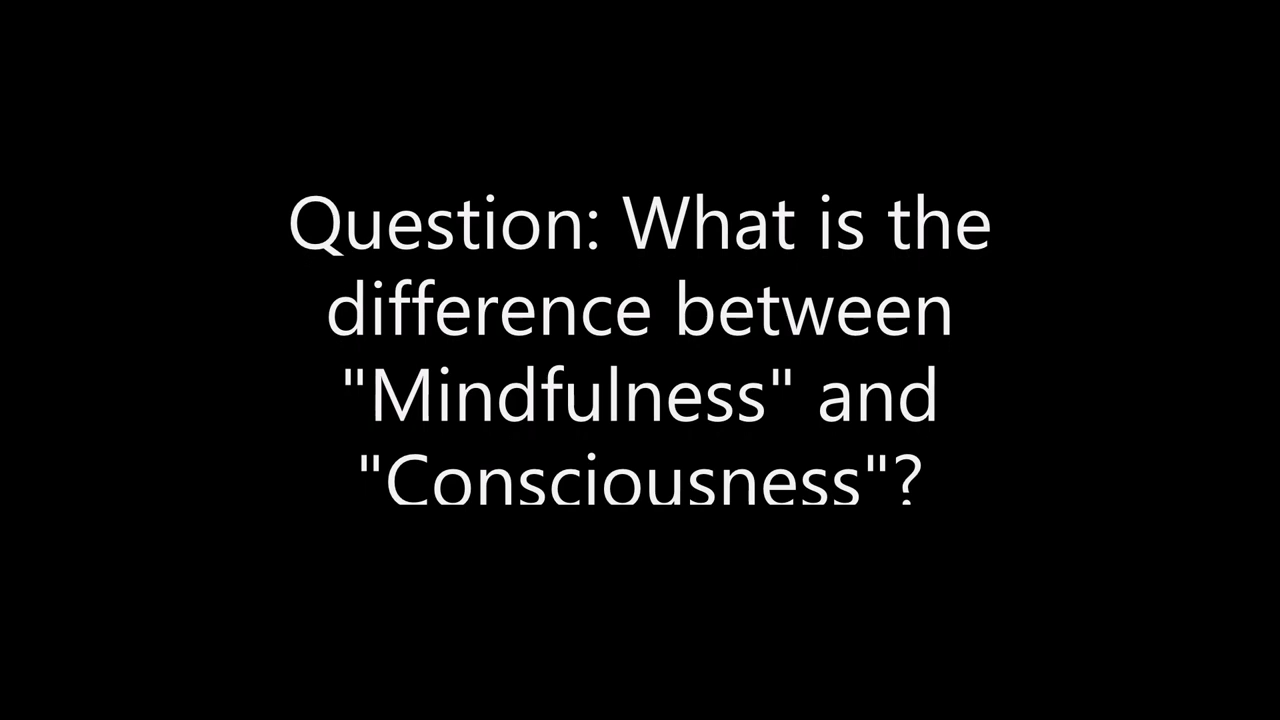 Question: What is the
difference between
"Mindfulness" and
"Consciousness"?